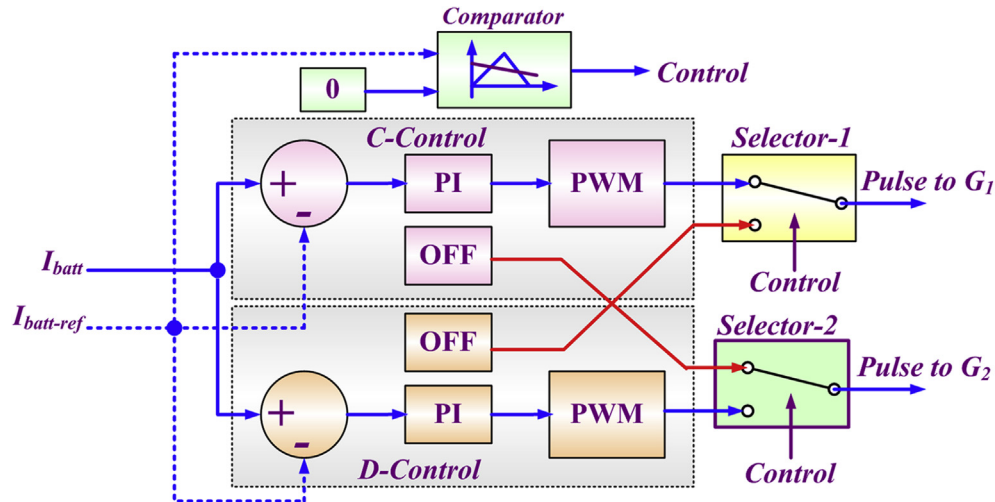 Comparator
0
Control
C-Control
Selector-1
+
-
PI
PWM
Pulse to G1
OFF
Control
Ibatt
Ibatt-ref
OFF
Selector-2
+
-
PI
PWM
Pulse to G2
D-Control
Control